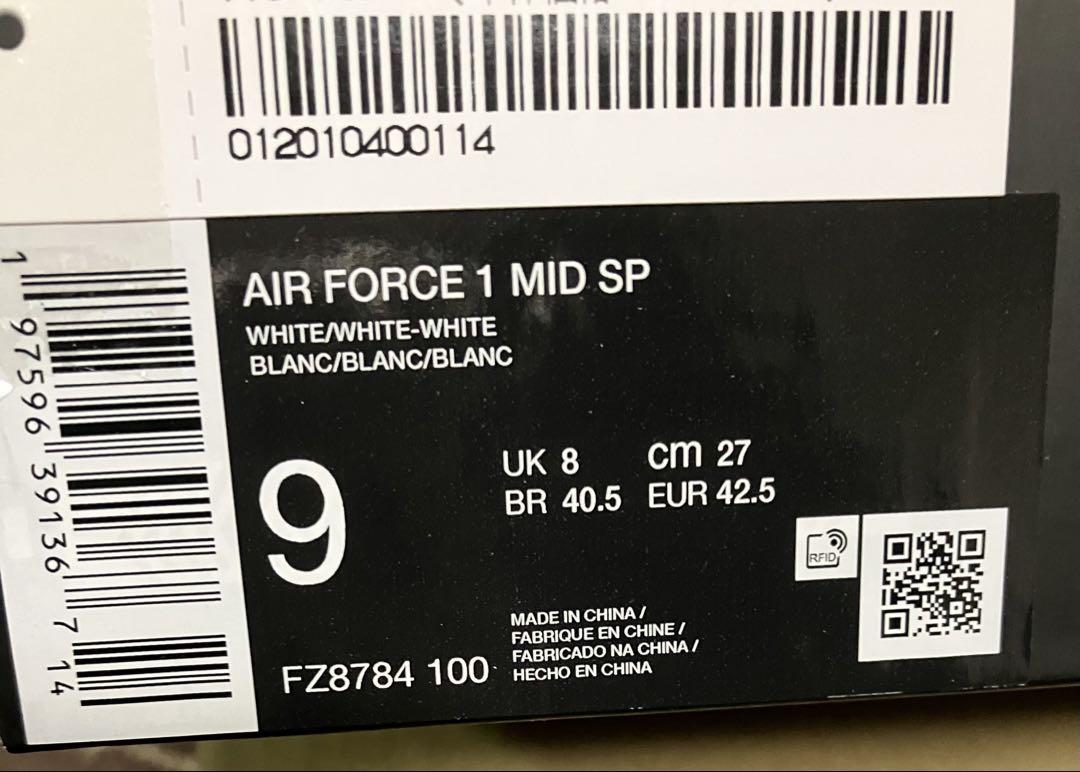 012010400114
AIR FORCE 1 MID SP
WHITE/WHITE-WHITE
BLANC/BLANC/BLANC
9
UK 8 cm 27
BR 40.5 EUR 42.5
RFID
MADE IN CHINA /
FABRIQUE EN CHINE /
FABRICADO NA CHINA /
HECHO EN CHINA
FZ8784 100
1 97596 39136 7 14